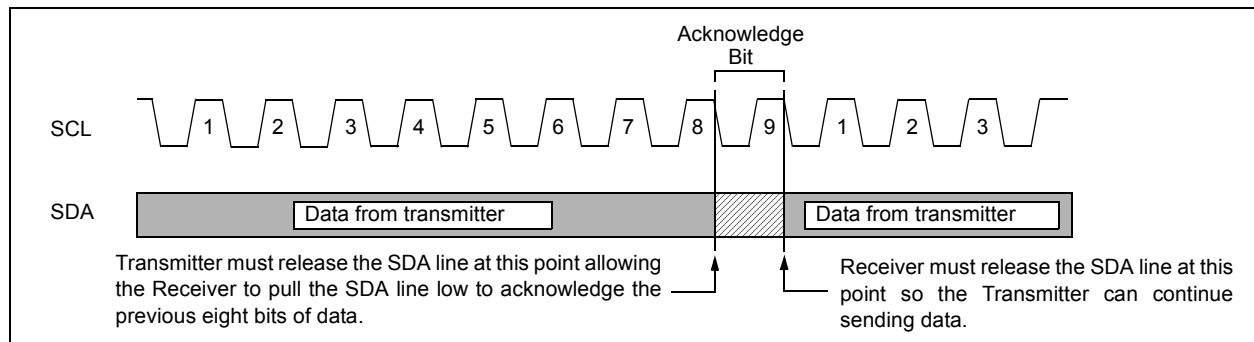 Acknowledge
Bit
SCL
1 2 3 4 5 6 7 8 9 1 2 3
SDA
Data from transmitter Data from transmitter
Transmitter must release the SDA line at this point allowing
the Receiver to pull the SDA line low to acknowledge the
previous eight bits of data.
Receiver must release the SDA line at this
point so the Transmitter can continue
sending data.